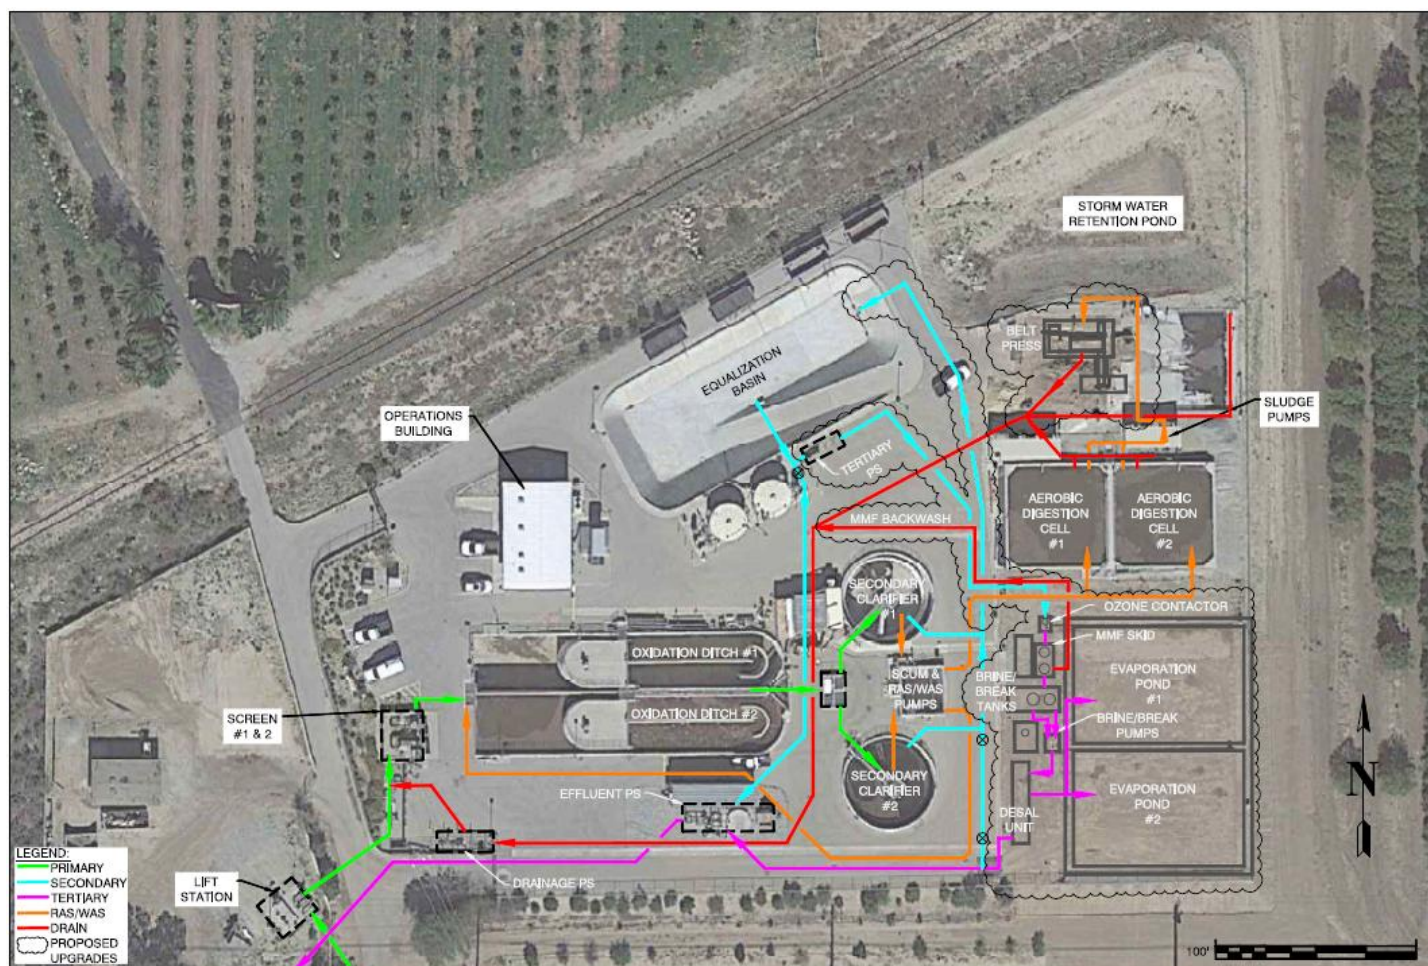 STORM WATER
RETENTION POND
BELT
PRESS
EQUALIZATION
BASIN
OPERATIONS
BUILDING
SLUDGE
PUMPS
TERTIARY
PS
AEROBIC
DIGESTION
CELL
#1
AEROBIC
DIGESTION
CELL
#2
MMF BACKWASH
SECONDARY
CLARIFIER
#1
OZONE CONTACTOR
MMF SKID
OXIDATION DITCH #1
SCUM &
RAS/WAS
PUMPS
BRINE/
BREAK
TANKS
EVAPORATION
POND
#1
OXIDATION DITCH #2
SCREEN
#1 & 2
BRINE/BREAK
PUMPS
SECONDARY
CLARIFIER
#2
EFFLUENT PS
DESAL
UNIT
EVAPORATION
POND
#2
N
DRAINAGE PS
LIFT
STATION
LEGEND:
PRIMARY
SECONDARY
TERTIARY
RAS/WAS
DRAIN
PROPOSED
UPGRADES
100'